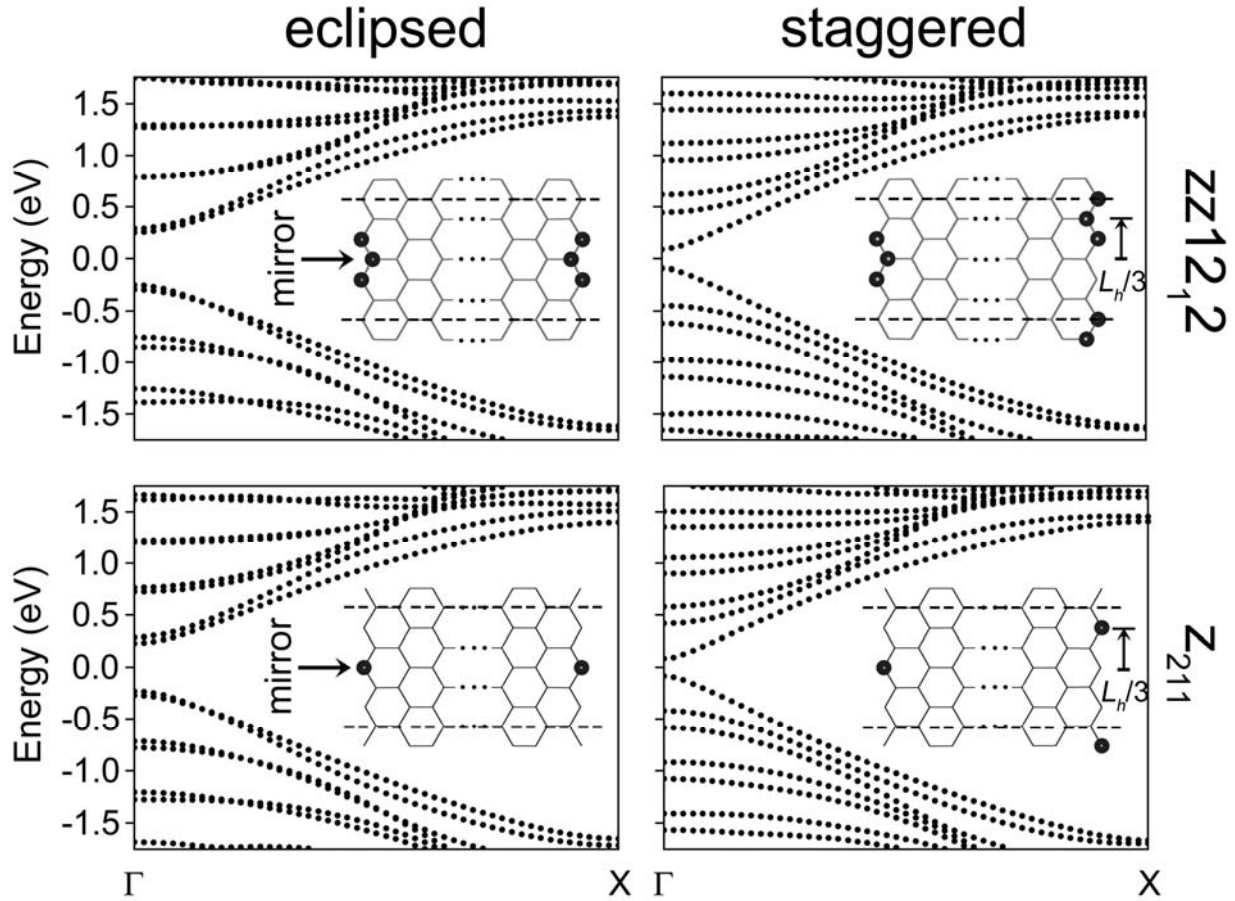 eclipsed
staggered
Energy (eV)
1.5
1.0
0.5
0.0
-0.5
-1.0
-1.5
mirror
L_h/3
zz12_1,2
Energy (eV)
1.5
1.0
0.5
0.0
-0.5
-1.0
-1.5
mirror
L_h/3
z_211
Γ
X
Γ
X